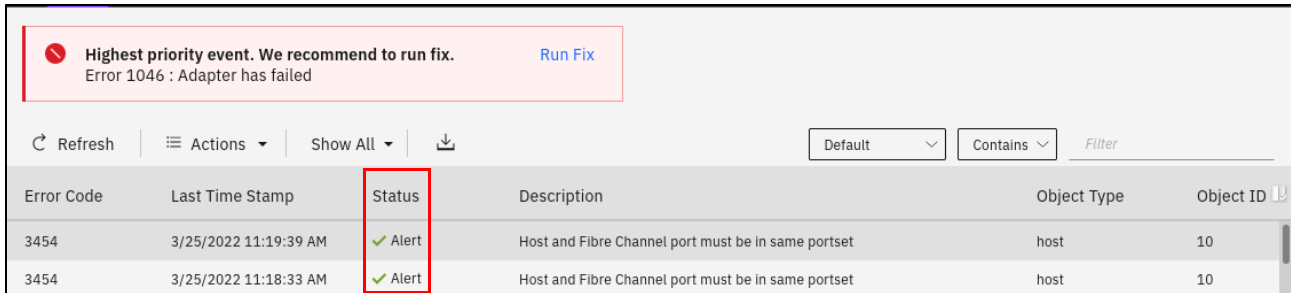 Highest priority event. We recommend to run fix. Run Fix
Error 1046 : Adapter has failed
Refresh Actions Show All Default Contains Filter
Error Code Last Time Stamp Status Description Object Type Object ID
3454 3/25/2022 11:19:39 AM Alert Host and Fibre Channel port must be in same portset host 10
3454 3/25/2022 11:18:33 AM Alert Host and Fibre Channel port must be in same portset host 10